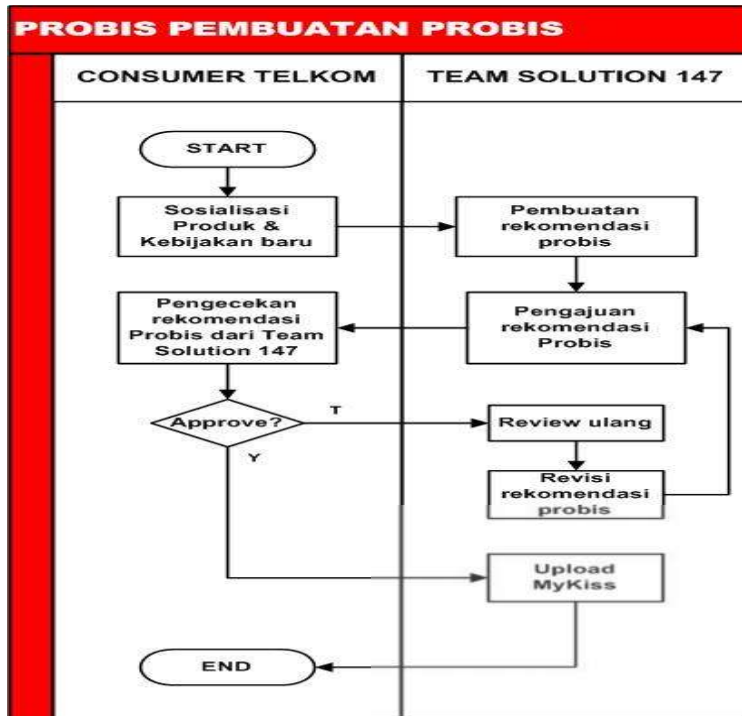 PROBIS PEMBUATAN PROBIS
CONSUMER TELKOM
TEAM SOLUTION 147
START
Sosialisasi
Produk &
Kebijakan baru
Pembuatan
rekomendasi
probis
Pengecekan
rekomendasi
Probis dari Team
Solution 147
Pengajuan
rekomendasi
Probis
Approve?
T
Y
Review ulang
Revisi
rekomendasi
probis
Upload
MyKiss
END